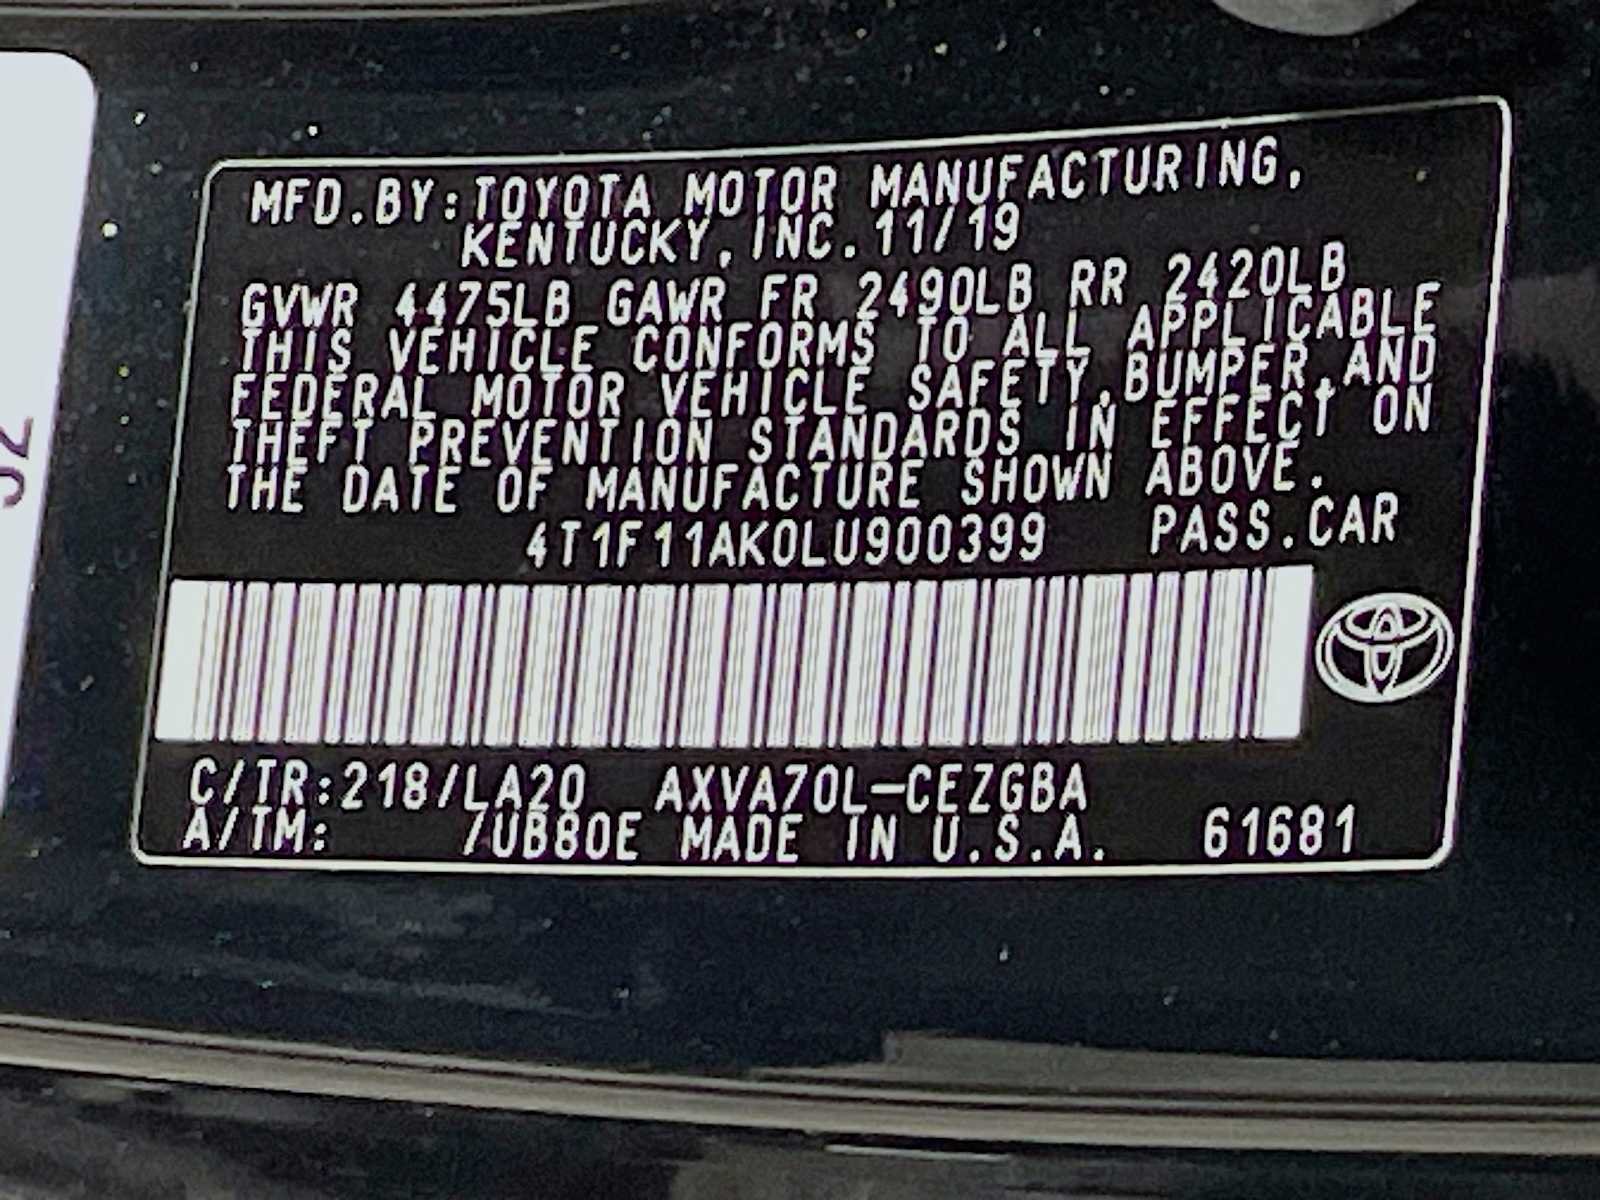 MFD.BY:TOYOTA MOTOR MANUFACTURING,
KENTUCKY, INC. 11/19
GVWR 4475LB GAWR FR 2490LB RR 2420LB
THIS VEHICLE CONFORMS TO ALL APPLICABLE
FEDERAL MOTOR VEHICLE SAFETY, BUMPER, AND
THEFT PREVENTION STANDARDS IN EFFECT ON
THE DATE OF MANUFACTURE SHOWN ABOVE.
4T1F11AK0LU900399 PASS.CAR
C/TR:218/LA20 AXVA70L-CEZGBA
A/TM: 7UB80E MADE IN U.S.A. 61681